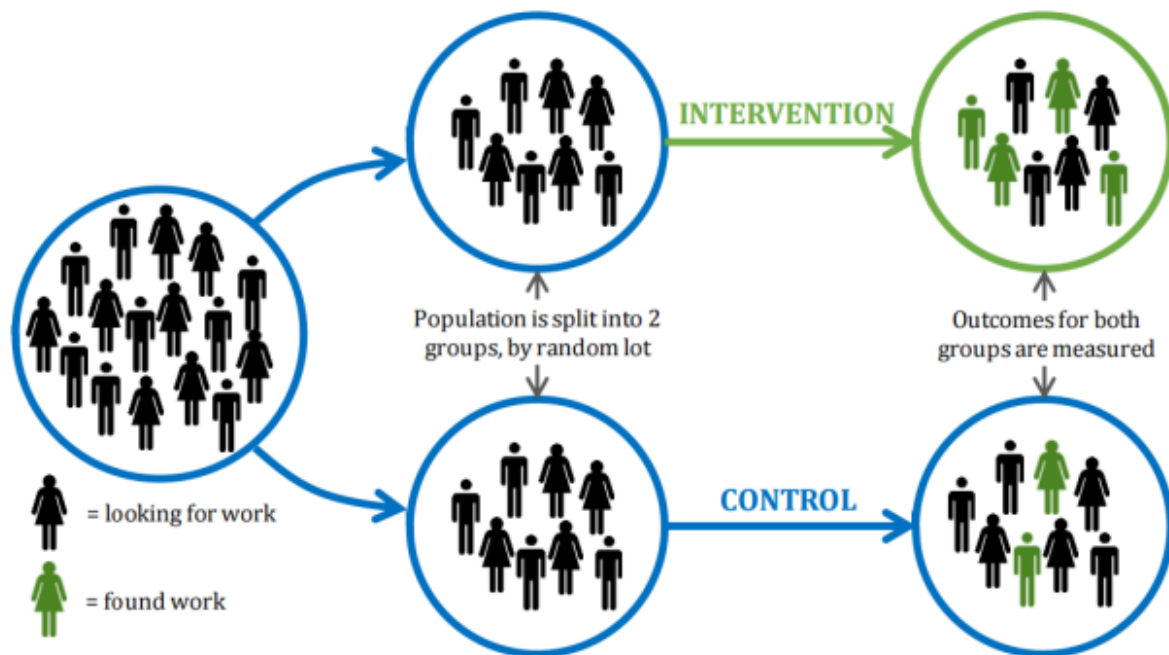 INTERVENTION
Population is split into 2
groups, by random lot
Outcomes for both
groups are measured
= looking for work
CONTROL
= found work